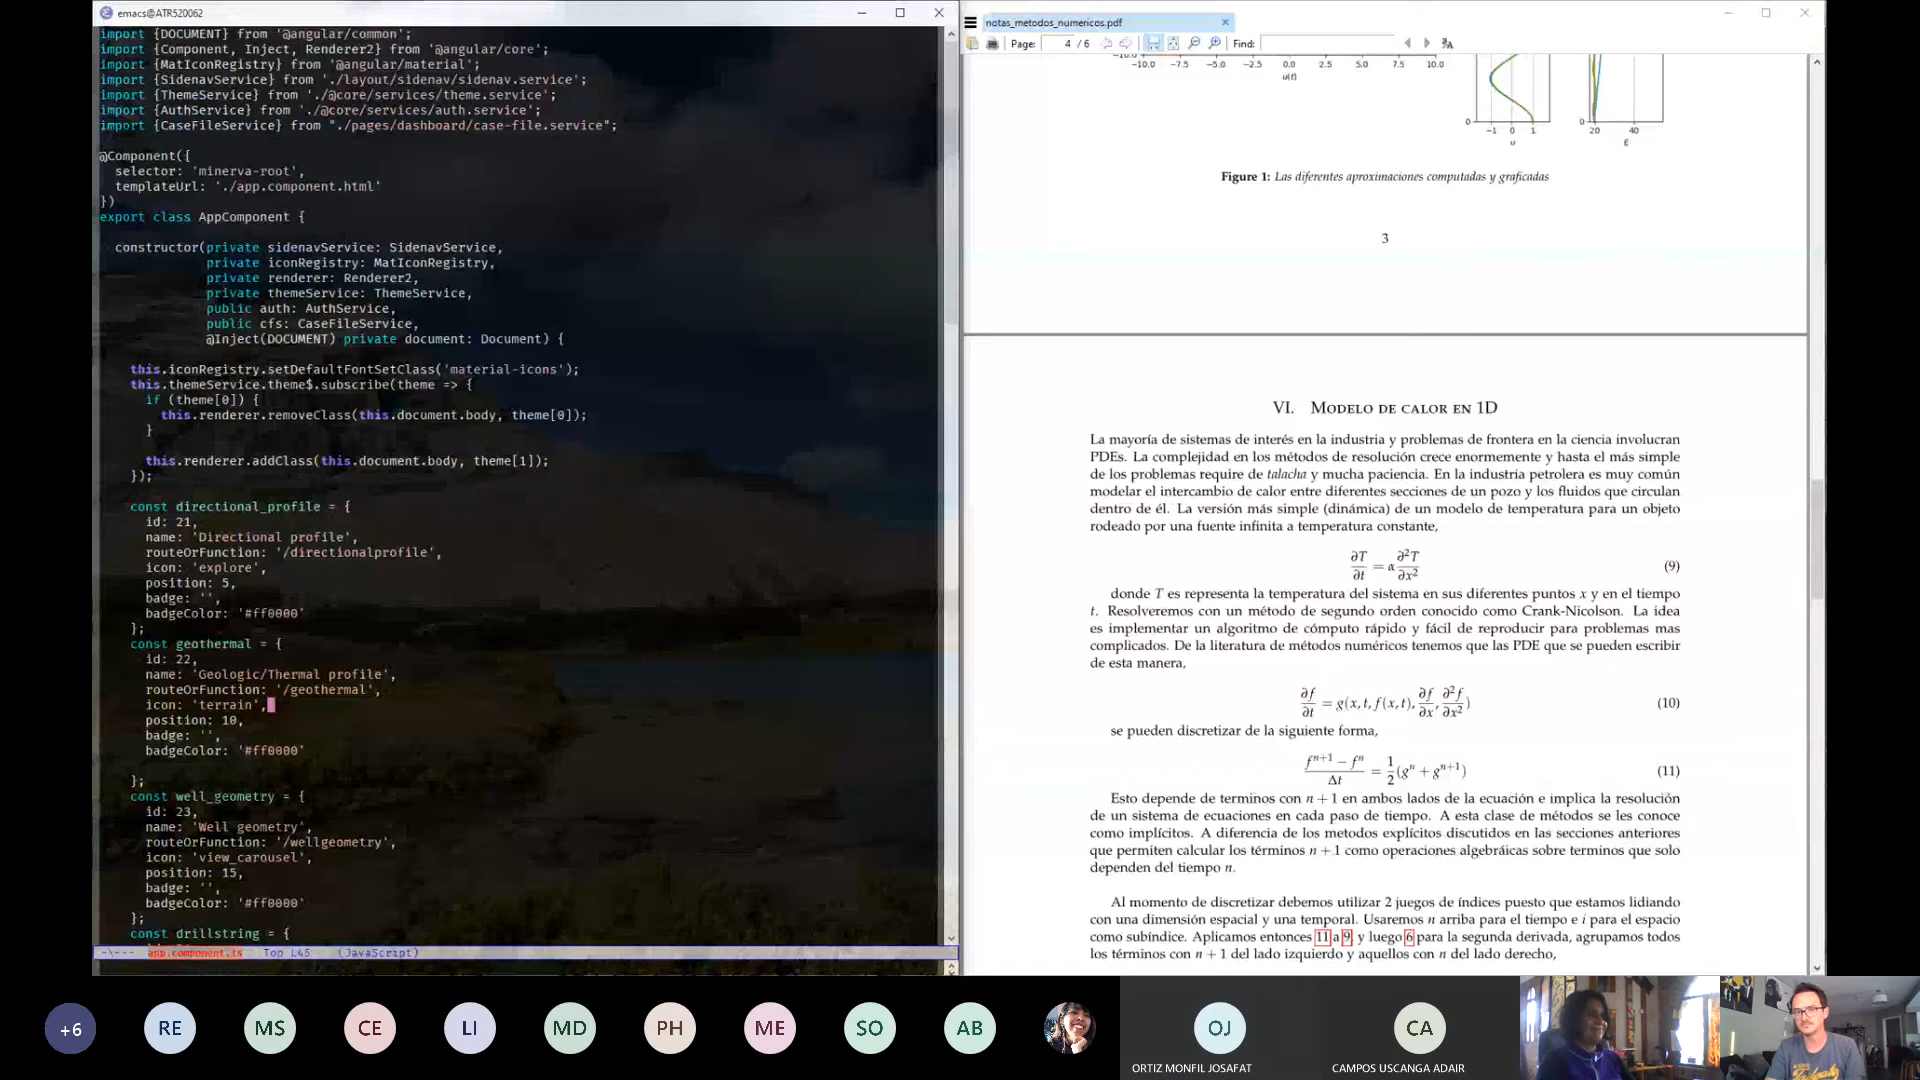 emacs@ATR520062
import {DOCUMENT} from '@angular/common';
import {Component, Inject, Renderer2} from '@angular/core';
import {MatIconRegistry} from '@angular/material';
import {SidenavService} from './layout/sidenav/sidenav.service';
import {ThemeService} from './@core/services/theme.service';
import {AuthService} from './@core/services/auth.service';
import {CaseFileService} from "./pages/dashboard/case-file.service";
@Component({
selector: 'minerva-root',
templateUrl: './app.component.html'
})
export class AppComponent {
constructor(private sidenavService: SidenavService,
private iconRegistry: MatIconRegistry,
private renderer: Renderer2,
private themeService: ThemeService,
public auth: AuthService,
public cfs: CaseFileService,
@Inject(DOCUMENT) private document: Document) {
this.iconRegistry.setDefaultFontSetClass('material-icons');
this.themeService.theme$.subscribe(theme => {
if (theme[0]) {
this.renderer.removeClass(this.document.body, theme[0]);
}
this.renderer.addClass(this.document.body, theme[1]);
});
const directional_profile = {
id: 21,
name: 'Directional profile',
routeOrFunction: '/directionalprofile',
icon: 'explore',
position: 5,
badge: '',
badgeColor: '#ff0000'
};
const geothermal = {
id: 22,
name: 'Geologic/Thermal profile',
routeOrFunction: '/geothermal',
icon: 'terrain',
position: 10,
badge: '',
badgeColor: '#ff0000'
};
const well_geometry = {
id: 23,
name: 'Well geometry',
routeOrFunction: '/wellgeometry',
icon: 'view_carousel',
position: 15,
badge: '',
badgeColor: '#ff0000'
};
const drillstring = {
-\--- app.component.ts Top L45 (JavaScript)
notas_metodos_numericos.pdf
Page: 4 / 6 Find:
-10.0 -7.5 -5.0 -2.5 0.0 2.5 5.0 7.5 10.0
u(t)
0 -1 0 1
0 20 40
Figure 1: Las diferentes aproximaciones computadas y graficadas
3
VI. Modelo de calor en 1D
La mayoría de sistemas de interés en la industria y problemas de frontera en la ciencia involucran
PDEs. La complejidad en los métodos de resolución crece enormemente y hasta el más simple
de los problemas require de talacha y mucha paciencia. En la industria petrolera es muy común
modelar el intercambio de calor entre diferentes secciones de un pozo y los fluidos que circulan
dentro de él. La versión más simple (dinámica) de un modelo de temperatura para un objeto
rodeado por una fuente infinita a temperatura constante,
∂T/∂t = α ∂²T/∂x² (9)
donde T es representa la temperatura del sistema en sus diferentes puntos x y en el tiempo
t. Resolveremos con un método de segundo orden conocido como Crank-Nicolson. La idea
es implementar un algoritmo de cómputo rápido y fácil de reproducir para problemas mas
complicados. De la literatura de métodos numéricos tenemos que las PDE que se pueden escribir
de esta manera,
∂f/∂t = g(x, t, f(x, t), ∂f/∂x, ∂²f/∂x²) (10)
se pueden discretizar de la siguiente forma,
(fⁿ⁺¹ − fⁿ)/Δt = 1/2 (gⁿ + gⁿ⁺¹) (11)
Esto depende de terminos con n + 1 en ambos lados de la ecuación e implica la resolución
de un sistema de ecuaciones en cada paso de tiempo. A esta clase de métodos se les conoce
como implícitos. A diferencia de los metodos explícitos discutidos en las secciones anteriores
que permiten calcular los términos n + 1 como operaciones algebráicas sobre terminos que solo
dependen del tiempo n.
Al momento de discretizar debemos utilizar 2 juegos de índices puesto que estamos lidiando
con una dimensión espacial y una temporal. Usaremos n arriba para el tiempo e i para el espacio
como subíndice. Aplicamos entonces 11 a 9, y luego 6 para la segunda derivada, agrupamos todos
los términos con n + 1 del lado izquierdo y aquellos con n del lado derecho,
+6 RE MS CE LI MD PH ME SO AB OJ CA
ORTIZ MONFIL JOSAFAT CAMPOS USCANGA ADAIR